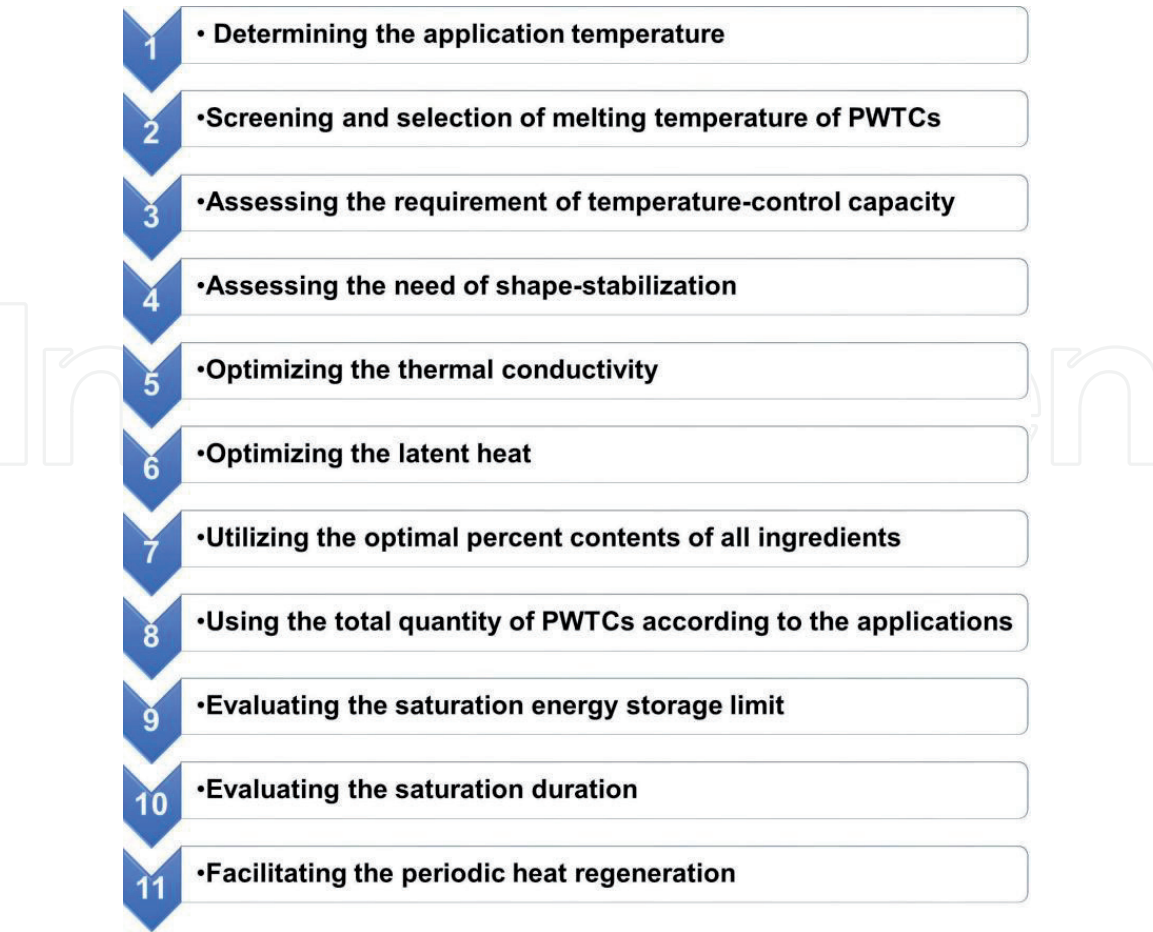 1 • Determining the application temperature
2 •Screening and selection of melting temperature of PWTCs
3 •Assessing the requirement of temperature-control capacity
4 •Assessing the need of shape-stabilization
5 •Optimizing the thermal conductivity
6 •Optimizing the latent heat
7 •Utilizing the optimal percent contents of all ingredients
8 •Using the total quantity of PWTCs according to the applications
9 •Evaluating the saturation energy storage limit
10 •Evaluating the saturation duration
11 •Facilitating the periodic heat regeneration